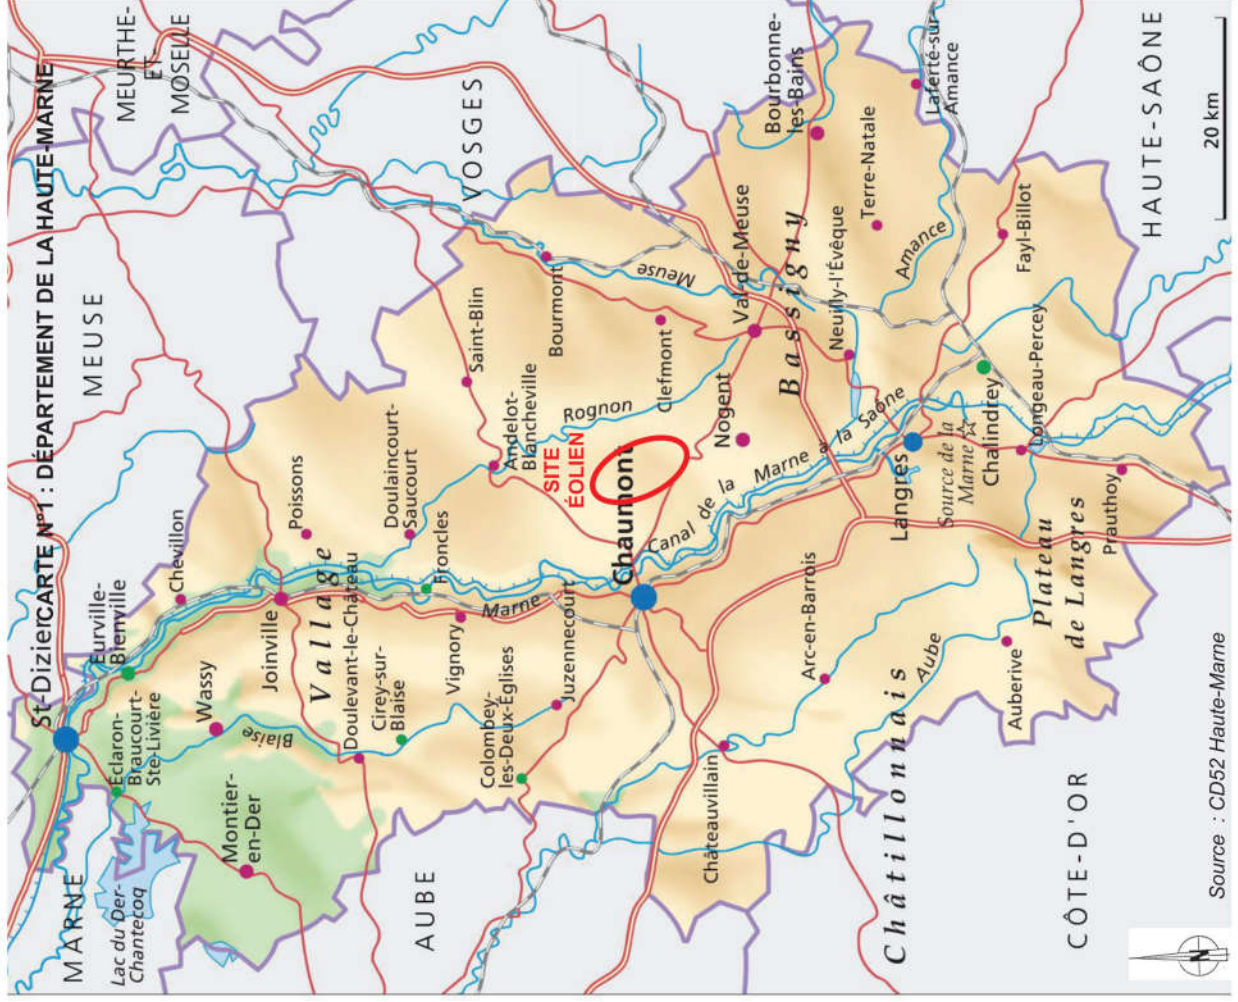 St-Dizier
CARTE N°1 : DÉPARTEMENT DE LA HAUTE-MARNE
MEURTHE-
ET
MOSELLE
MEUSE
VOSGES
MARNE
Lac du Der-
Chantecoq
Eurville-
Bienville
Éclaron-
Braucourt-
Ste-Livière
Chevillon
Wassy
Montier-
en-Der
Blaise
Joinville
Poissons
Vallage
Doulaincourt-
Saucourt
Doulevant-le-Château
Cirey-sur-
Blaise
Froncles
Saint-Blin
Vignory
Marne
Andelot-
Blancheville
Bourmont
AUBE
Colombey-
les-Deux-Églises
Juzennecourt
SITE
ÉOLIEN
Rognon
Meuse
Clefmont
Chaumont
Canal de la Marne à la Saône
Nogent
Val-de-Meuse
Bassigny
Bourbonne-
les-Bains
Neuilly-l'Évêque
Terre-Natale
Laferté-sur-
Amance
Amance
Châteauvillain
Arc-en-Barrois
Châtillonnais
Aube
Langres
Source de la
Marne
Chalindrey
Longeau-Percey
Fayl-Billot
Auberive
Plateau
de Langres
Prauthoy
CÔTE-D'OR
HAUTE-SAÔNE
20 km
N
Source : CD52 Haute-Marne